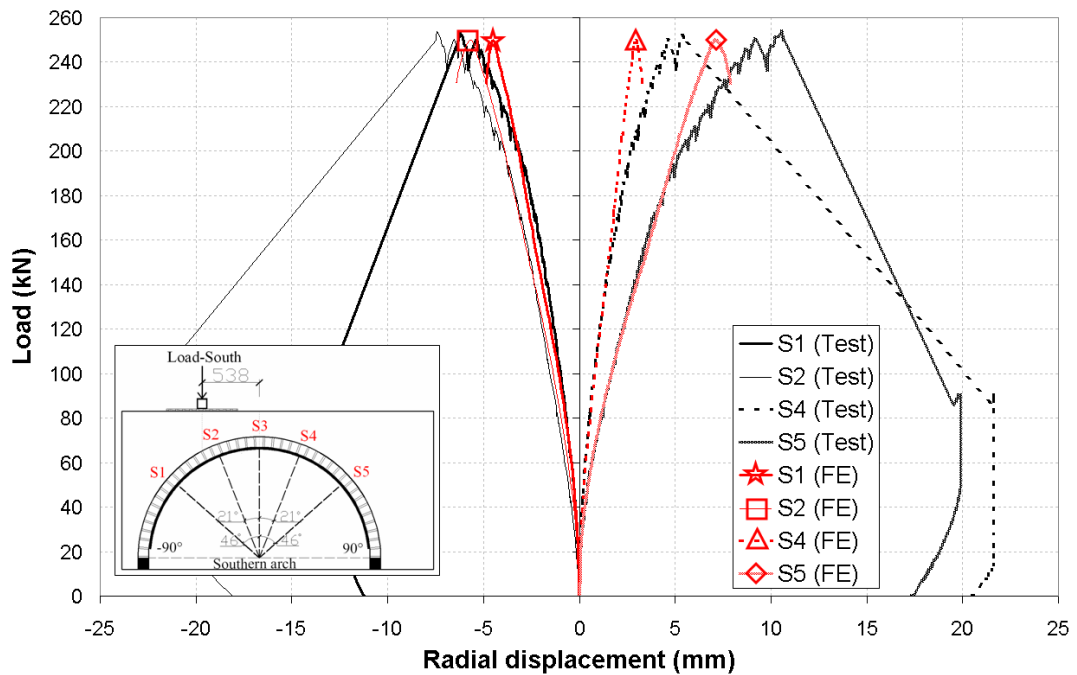 260
240
220
200
180
160
140
120
100
80
60
40
20
0
Load (kN)
-25 -20 -15 -10 -5 0 5 10 15 20 25
Radial displacement (mm)
Load-South
538
S1
S2
S3
S4
S5
21° 21°
46° 46°
-90° 90°
Southern arch
S1 (Test)
S2 (Test)
S4 (Test)
S5 (Test)
S1 (FE)
S2 (FE)
S4 (FE)
S5 (FE)